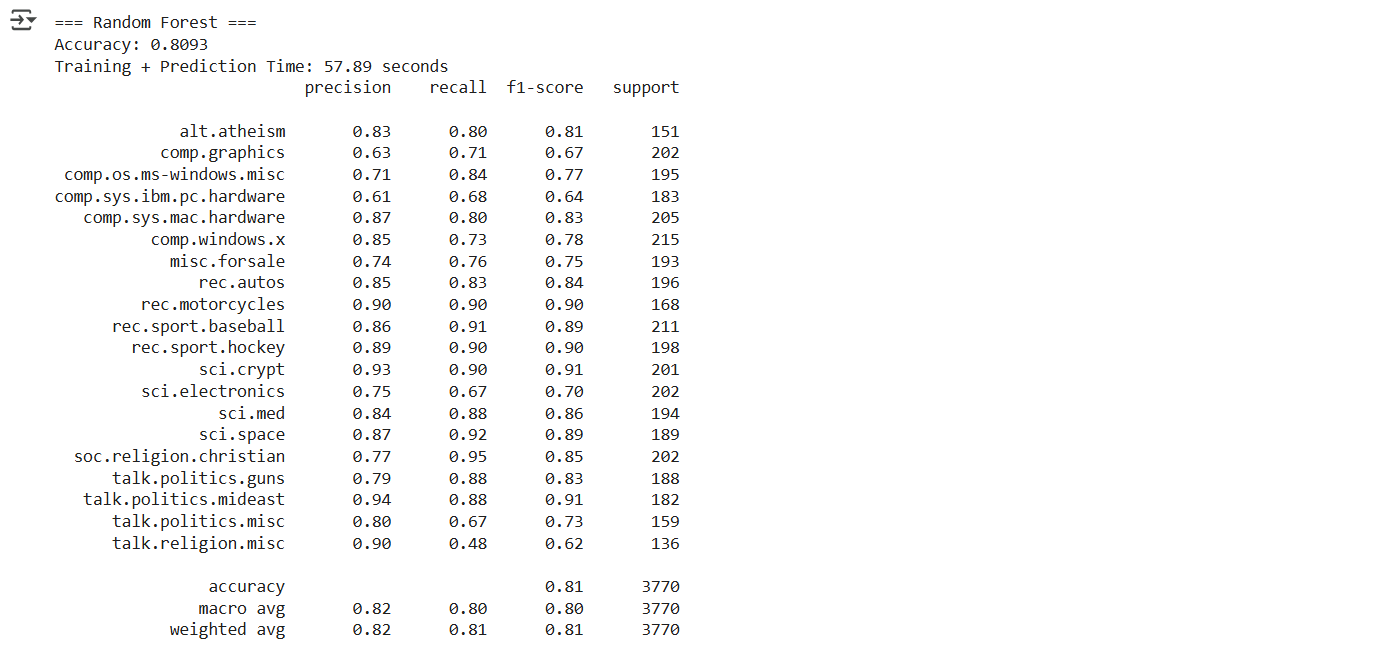 === Random Forest ===
Accuracy: 0.8093
Training + Prediction Time: 57.89 seconds
precision recall f1-score support
alt.atheism 0.83 0.80 0.81 151
comp.graphics 0.63 0.71 0.67 202
comp.os.ms-windows.misc 0.71 0.84 0.77 195
comp.sys.ibm.pc.hardware 0.61 0.68 0.64 183
comp.sys.mac.hardware 0.87 0.80 0.83 205
comp.windows.x 0.85 0.73 0.78 215
misc.forsale 0.74 0.76 0.75 193
rec.autos 0.85 0.83 0.84 196
rec.motorcycles 0.90 0.90 0.90 168
rec.sport.baseball 0.86 0.91 0.89 211
rec.sport.hockey 0.89 0.90 0.90 198
sci.crypt 0.93 0.90 0.91 201
sci.electronics 0.75 0.67 0.70 202
sci.med 0.84 0.88 0.86 194
sci.space 0.87 0.92 0.89 189
soc.religion.christian 0.77 0.95 0.85 202
talk.politics.guns 0.79 0.88 0.83 188
talk.politics.mideast 0.94 0.88 0.91 182
talk.politics.misc 0.80 0.67 0.73 159
talk.religion.misc 0.90 0.48 0.62 136
accuracy 0.81 3770
macro avg 0.82 0.80 0.80 3770
weighted avg 0.82 0.81 0.81 3770